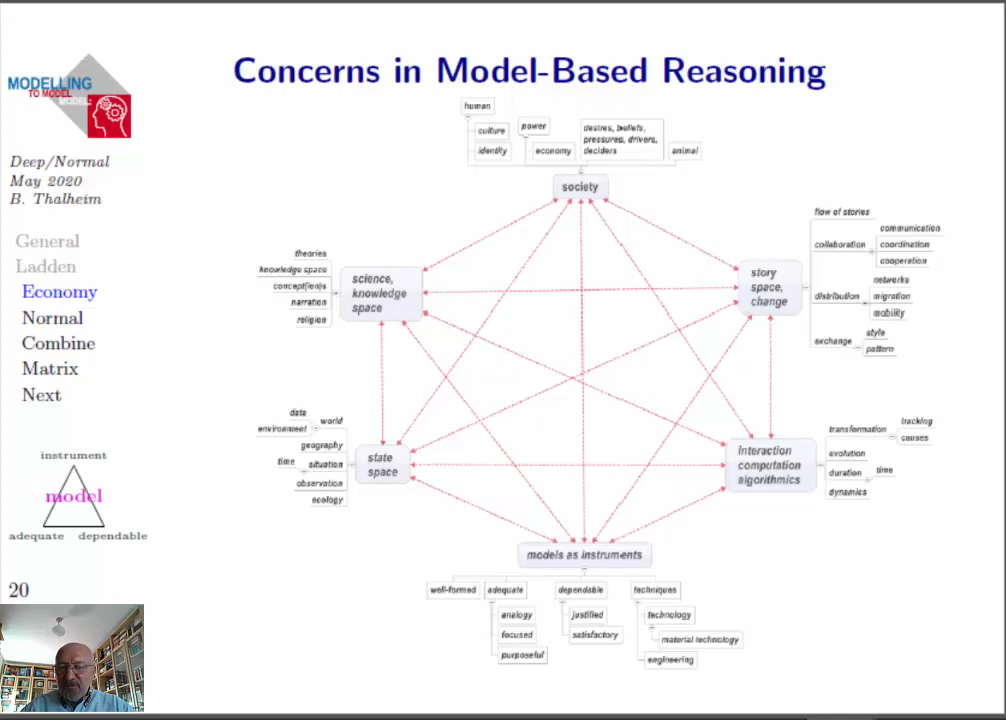 Concerns in Model-Based Reasoning
MODELLING
TO MODEL
MODEL:
Deep/Normal
May 2020
B. Thalheim
General
Ladden
Economy
Normal
Combine
Matrix
Next
instrument
model
adequate dependable
20
human
culture
identity
power
economy
desires, beliefs,
pressures, drivers,
deciders
animal
society
theories
knowledge space
concept(ion)s
narration
religion
science,
knowledge
space
story
space,
change
flow of stories
collaboration
communication
coordination
cooperation
distribution
networks
migration
mobility
exchange
style
pattern
data
environment
world
geography
time
situation
observation
ecology
state
space
interaction
computation
algorithmics
transformation
tracking
causes
evolution
duration
time
dynamics
models as instruments
well-formed
adequate
analogy
focused
purposeful
dependable
justified
satisfactory
techniques
technology
material technology
engineering